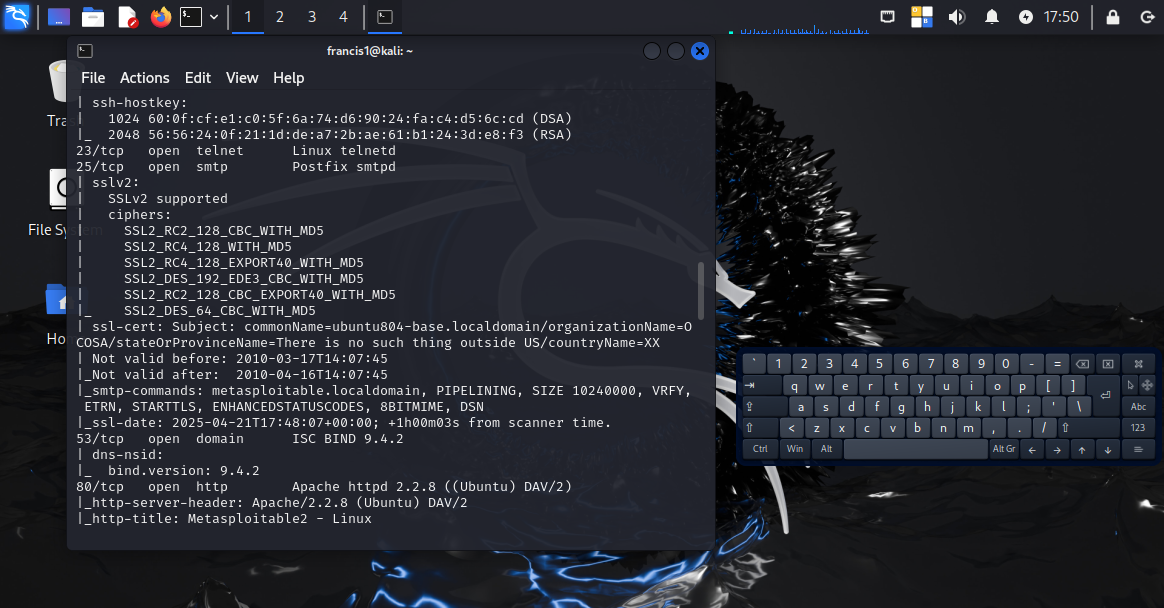 1 2 3 4 17:50
francis1@kali: ~
File Actions Edit View Help
| ssh-hostkey:
|   1024 60:0f:cf:e1:c0:5f:6a:74:d6:90:24:fa:c4:d5:6c:cd (DSA)
|_  2048 56:56:24:0f:21:1d:de:a7:2b:ae:61:b1:24:3d:e8:f3 (RSA)
23/tcp   open  telnet      Linux telnetd
25/tcp   open  smtp        Postfix smtpd
| sslv2:
|   SSLv2 supported
|   ciphers:
|     SSL2_RC2_128_CBC_WITH_MD5
|     SSL2_RC4_128_WITH_MD5
|     SSL2_RC4_128_EXPORT40_WITH_MD5
|     SSL2_DES_192_EDE3_CBC_WITH_MD5
|     SSL2_RC2_128_CBC_EXPORT40_WITH_MD5
|_    SSL2_DES_64_CBC_WITH_MD5
| ssl-cert: Subject: commonName=ubuntu804-base.localdomain/organizationName=O
COSA/stateOrProvinceName=There is no such thing outside US/countryName=XX
| Not valid before: 2010-03-17T14:07:45
|_Not valid after:  2010-04-16T14:07:45
|_smtp-commands: metasploitable.localdomain, PIPELINING, SIZE 10240000, VRFY,
 ETRN, STARTTLS, ENHANCEDSTATUSCODES, 8BITMIME, DSN
|_ssl-date: 2025-04-21T17:48:07+00:00; +1h00m03s from scanner time.
53/tcp   open  domain      ISC BIND 9.4.2
| dns-nsid:
|_  bind.version: 9.4.2
80/tcp   open  http        Apache httpd 2.2.8 ((Ubuntu) DAV/2)
|_http-server-header: Apache/2.2.8 (Ubuntu) DAV/2
|_http-title: Metasploitable2 - Linux
Tra
File System
Ho
` 1 2 3 4 5 6 7 8 9 0 - =
q w e r t y u i o p [ ]
a s d f g h j k l ; ' \ Abc
< z x c v b n m , . / 123
Ctrl Win Alt Alt Gr ← → ↑ ↓